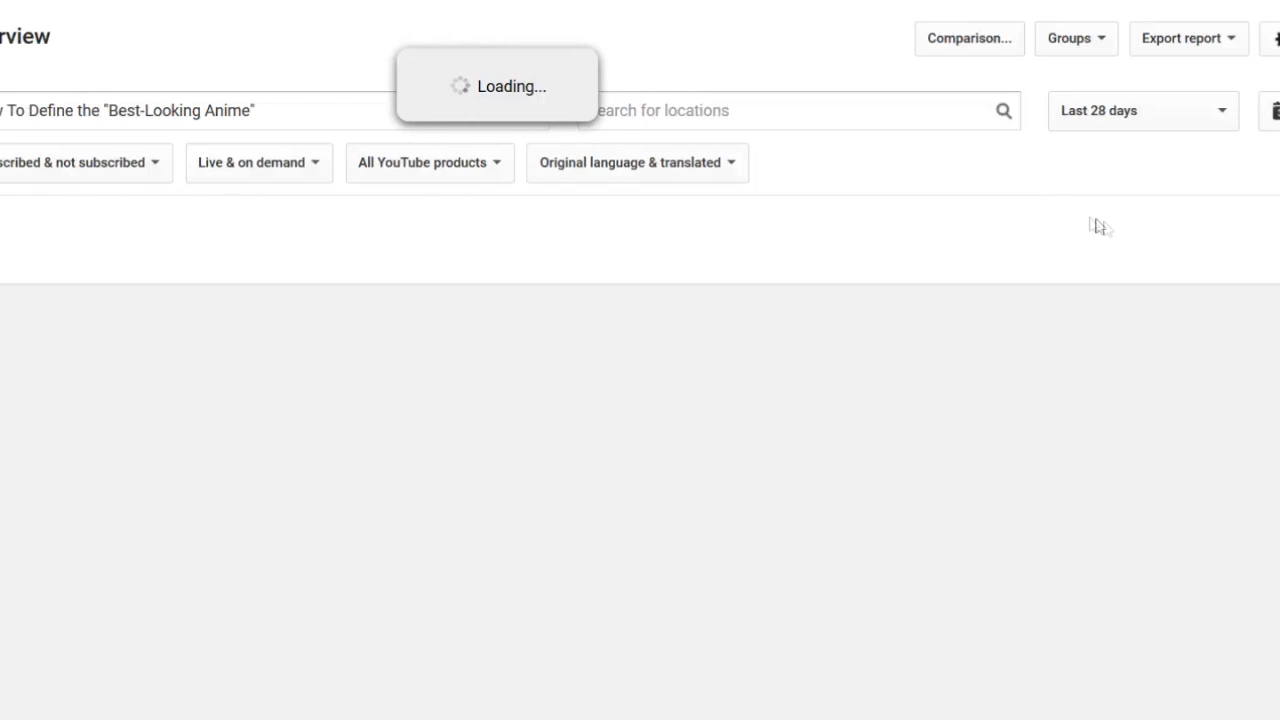 rview
Comparison...
Groups
Export report
Loading...
To Define the "Best-Looking Anime"
earch for locations
Last 28 days
scribed & not subscribed
Live & on demand
All YouTube products
Original language & translated